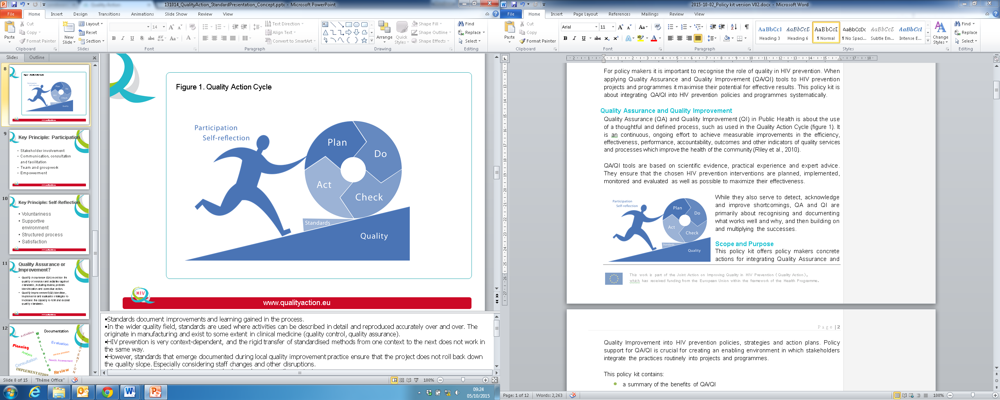 131014_QualityAction_StandardPresentation_Concept.pptx - Microsoft PowerPoint
File Home Insert Design Transitions Animations Slide Show Review View
Paste
Cut
Copy
Format Painter
Clipboard
New Slide
Layout
Reset
Section
Slides
14
Font
Text Direction
Align Text
Convert to SmartArt
Paragraph
Arrange
Quick Styles
Shape Fill
Shape Outline
Shape Effects
Drawing
Find
Replace
Select
Editing
Slides Outline
8
Participation
Self-reflection
Plan
Do
Act
Check
Quality
9
Key Principle: Participation
• Stakeholder involvement
• Communication, consultation
and facilitation
• Team and groupwork
• Empowerment
10
Key Principle: Self-Reflection
• Voluntariness
• Supportive
environment
• Structured process
• Satisfaction
11
Quality Assurance or
Improvement?
• Quality Assurance (QA) monitors the
quality of services and activities against
standards, including review, problem
identification and corrective action.
• Quality Improvement (QI) identifies,
implements and evaluates strategies to
increase the capacity to fulfil and exceed
quality standards.
12
Documentation
activities
Monitoring
INTERVENTION
Planning
Evaluation
Analysis
service provision
Consultation
Needs Assessment
IMPLEMENTATION
Review
Figure 1. Quality Action Cycle
Participation
Self-reflection
Plan
Do
Act
Check
Standards
Quality
HIV
www.qualityaction.eu
•Standards document improvements and learning gained in the process.
•In the wider quality field, standards are used where activities can be described in detail and reproduced accurately over and over. The
originate in manufacturing and exist to some extent in clinical medicine (quality control, quality assurance).
•HIV prevention is very context-dependent, and the rigid transfer of standardised methods from one context to the next does not work in
the same way.
•However, standards that emerge documented during local quality improvement practice ensure that the project does not roll back down
the quality slope. Especially considering staff changes and other disruptions.
Slide 8 of 15 "Thème Office" 100%
09:24
05/10/2015
2015-10-02_Policy kit version V02.docx - Microsoft Word
File Home Insert Page Layout References Mailings Review View
Paste
Cut
Copy
Format Painter
Clipboard
Arial 11
Font
Paragraph
AaBbCcI AaBbCcD AaBbCcI AaBbCcDc AaBbCcD AaBbCcI
Heading 3 Heading 6 ¶ Normal ¶ No Spaci... Subtle Em... Intense E...
Change Styles
Styles
Find
Replace
Select
Editing
For policy makers it is important to recognise the role of quality in HIV prevention. When
applying Quality Assurance and Quality Improvement (QA/QI) tools to HIV prevention
projects and programmes it maximise their potential for effective results. This policy kit is
about integrating QA/QI into HIV prevention policies and programmes systematically.
Quality Assurance and Quality Improvement
Quality Assurance (QA) and Quality Improvement (QI) in Public Health is about the use
of a thoughtful and defined process, such as used in the Quality Action Cycle (figure 1). It
is an continuous, ongoing effort to achieve measurable improvements in the efficiency,
effectiveness, performance, accountability, outcomes and other indicators of quality services
and processes which improve the health of the community (Riley et al., 2010).
QA/QI tools are based on scientific evidence, practical experience and expert advice.
They ensure that the chosen HIV prevention interventions are planned, implemented,
monitored and evaluated as well as possible to maximize their effectiveness.
Participation
Self-reflection
Plan
Do
Act
Check
Standards
Quality
While they also serve to detect, acknowledge
and improve shortcomings, QA and QI are
primarily about recognising and documenting
what works well and why, and then building on
and multiplying the successes.
Scope and Purpose
This policy kit offers policy makers concrete
actions for integrating Quality Assurance and
This work is part of the Joint Action on Improving Quality in HIV Prevention (Quality Action),
which has received funding from the European Union within the framework of the Health Programme.
Page | 2
Quality Improvement into HIV prevention policies, strategies and action plans. Policy
support for QA/QI is crucial for creating an enabling environment in which stakeholders
integrate the practices routinely into projects and programmes.
This policy kit contains:
• a summary of the benefits of QA/QI
Page: 1 of 12 Words: 2,263 100%